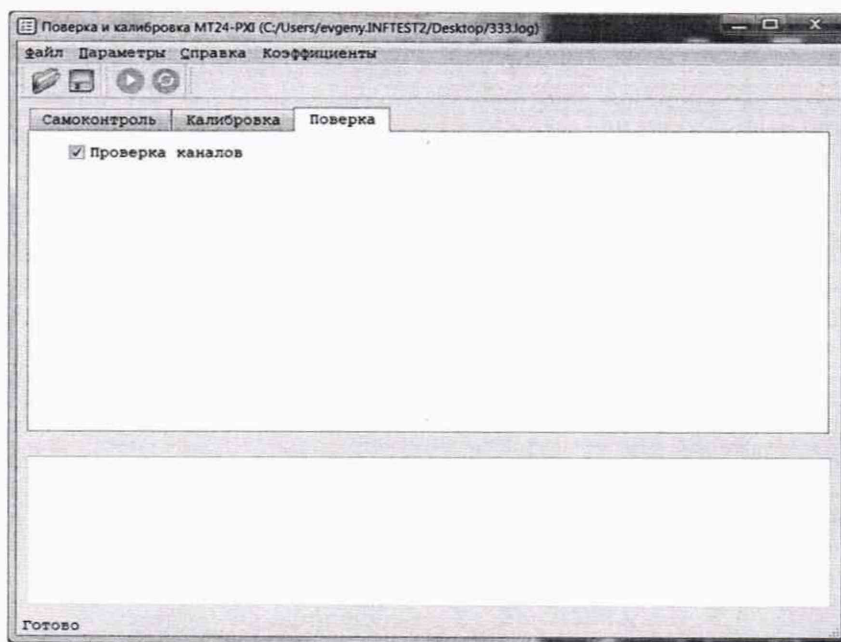 Поверка и калибровка МТ24-PXI (C:/Users/evgeny.INFTEST2/Desktop/333.log)
Файл Параметры Справка Коэффициенты
Самоконтроль Калибровка Поверка
Проверка каналов
Готово